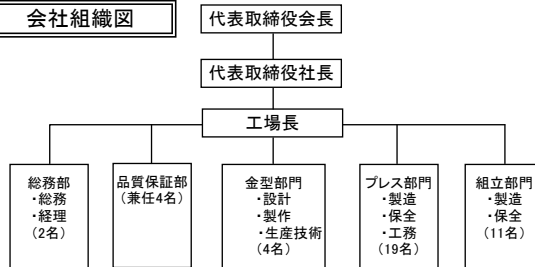 会社組織図
代表取締役会長
代表取締役社長
工場長
総務部
・総務
・経理
(2名)
品質保証部
(兼任4名)
金型部門
・設計
・製作
・生産技術
(4名)
プレス部門
・製造
・保全
・工務
(19名)
組立部門
・製造
・保全
(11名)